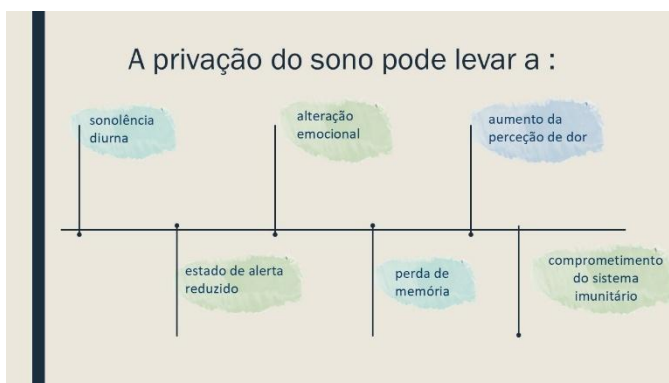 A privação do sono pode levar a :
sonolência
diurna
alteração
emocional
aumento da
perceção de dor
estado de alerta
reduzido
perda de
memória
comprometimento
do sistema
imunitário